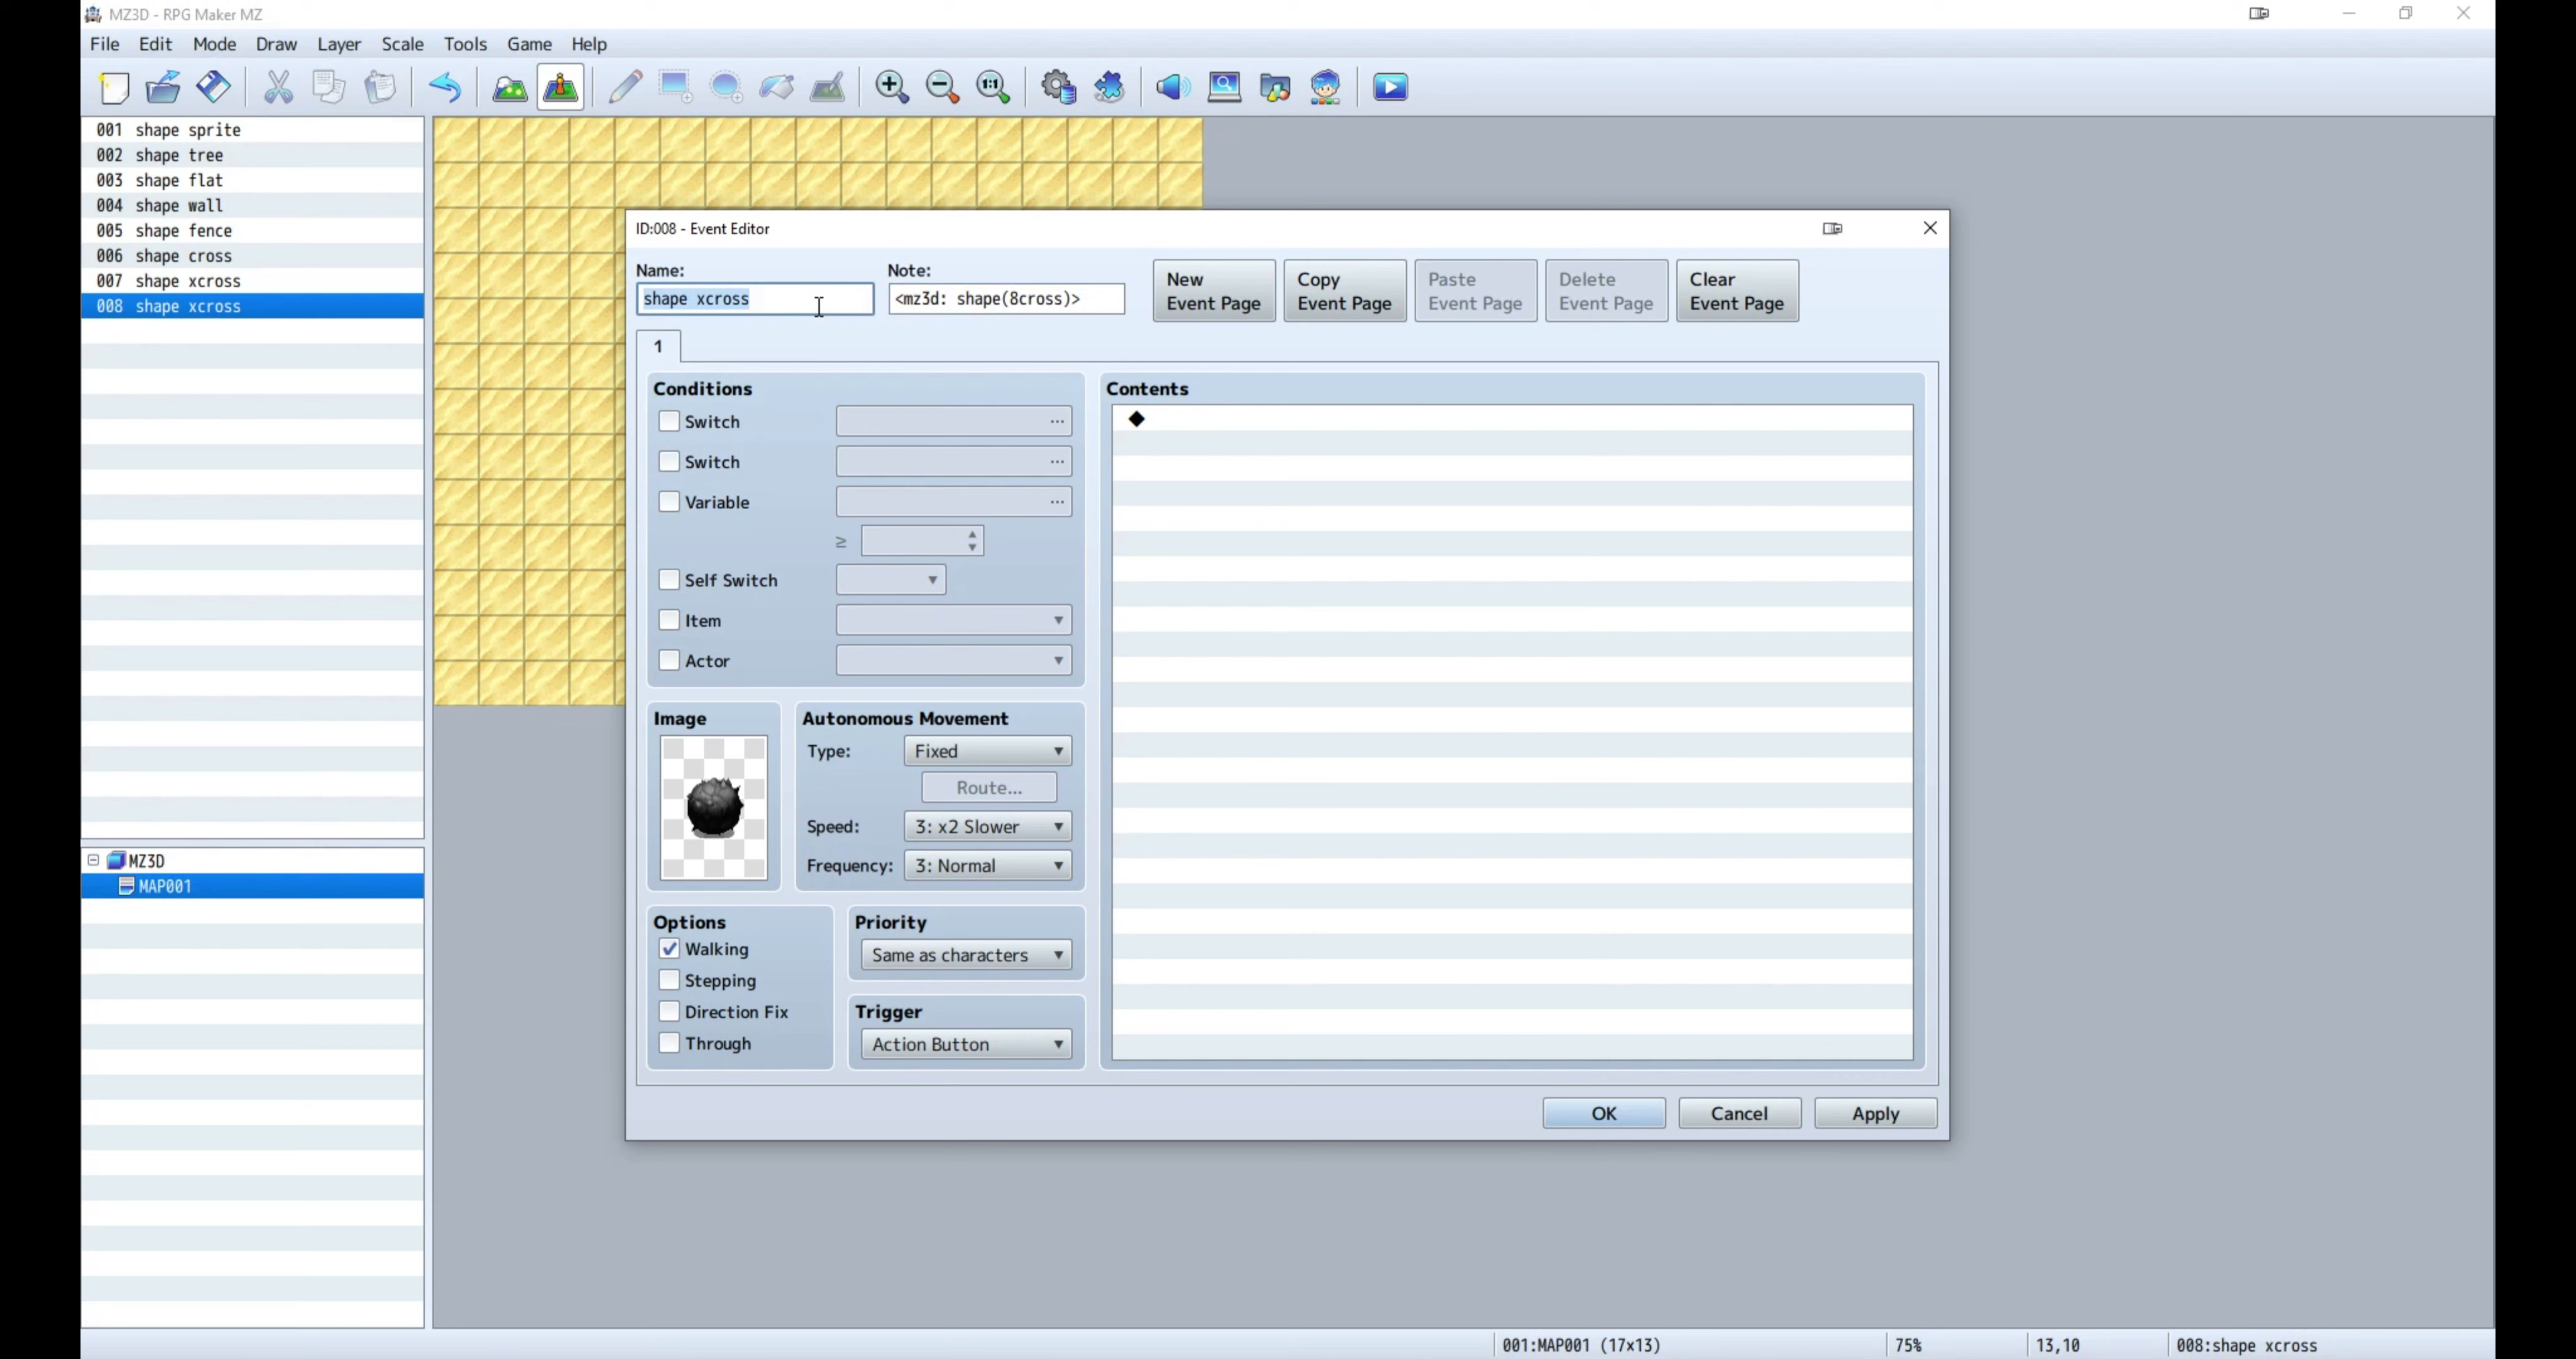 MZ3D - RPG Maker MZ
File Edit Mode Draw Layer Scale Tools Game Help
1:1
001 shape sprite
002 shape tree
003 shape flat
004 shape wall
005 shape fence
006 shape cross
007 shape xcross
008 shape xcross
MZ3D
MAP001
ID:008 - Event Editor
Name:
shape xcross
Note:
<mz3d: shape(8cross)>
New
Event Page
Copy
Event Page
Paste
Event Page
Delete
Event Page
Clear
Event Page
1
Conditions
Switch ...
Switch ...
Variable ...
≥
Self Switch
Item
Actor
Image
Autonomous Movement
Type: Fixed
Route...
Speed: 3: x2 Slower
Frequency: 3: Normal
Options
Walking
Stepping
Direction Fix
Through
Priority
Same as characters
Trigger
Action Button
Contents
◆
OK Cancel Apply
001:MAP001 (17x13) 75% 13,10 008:shape xcross